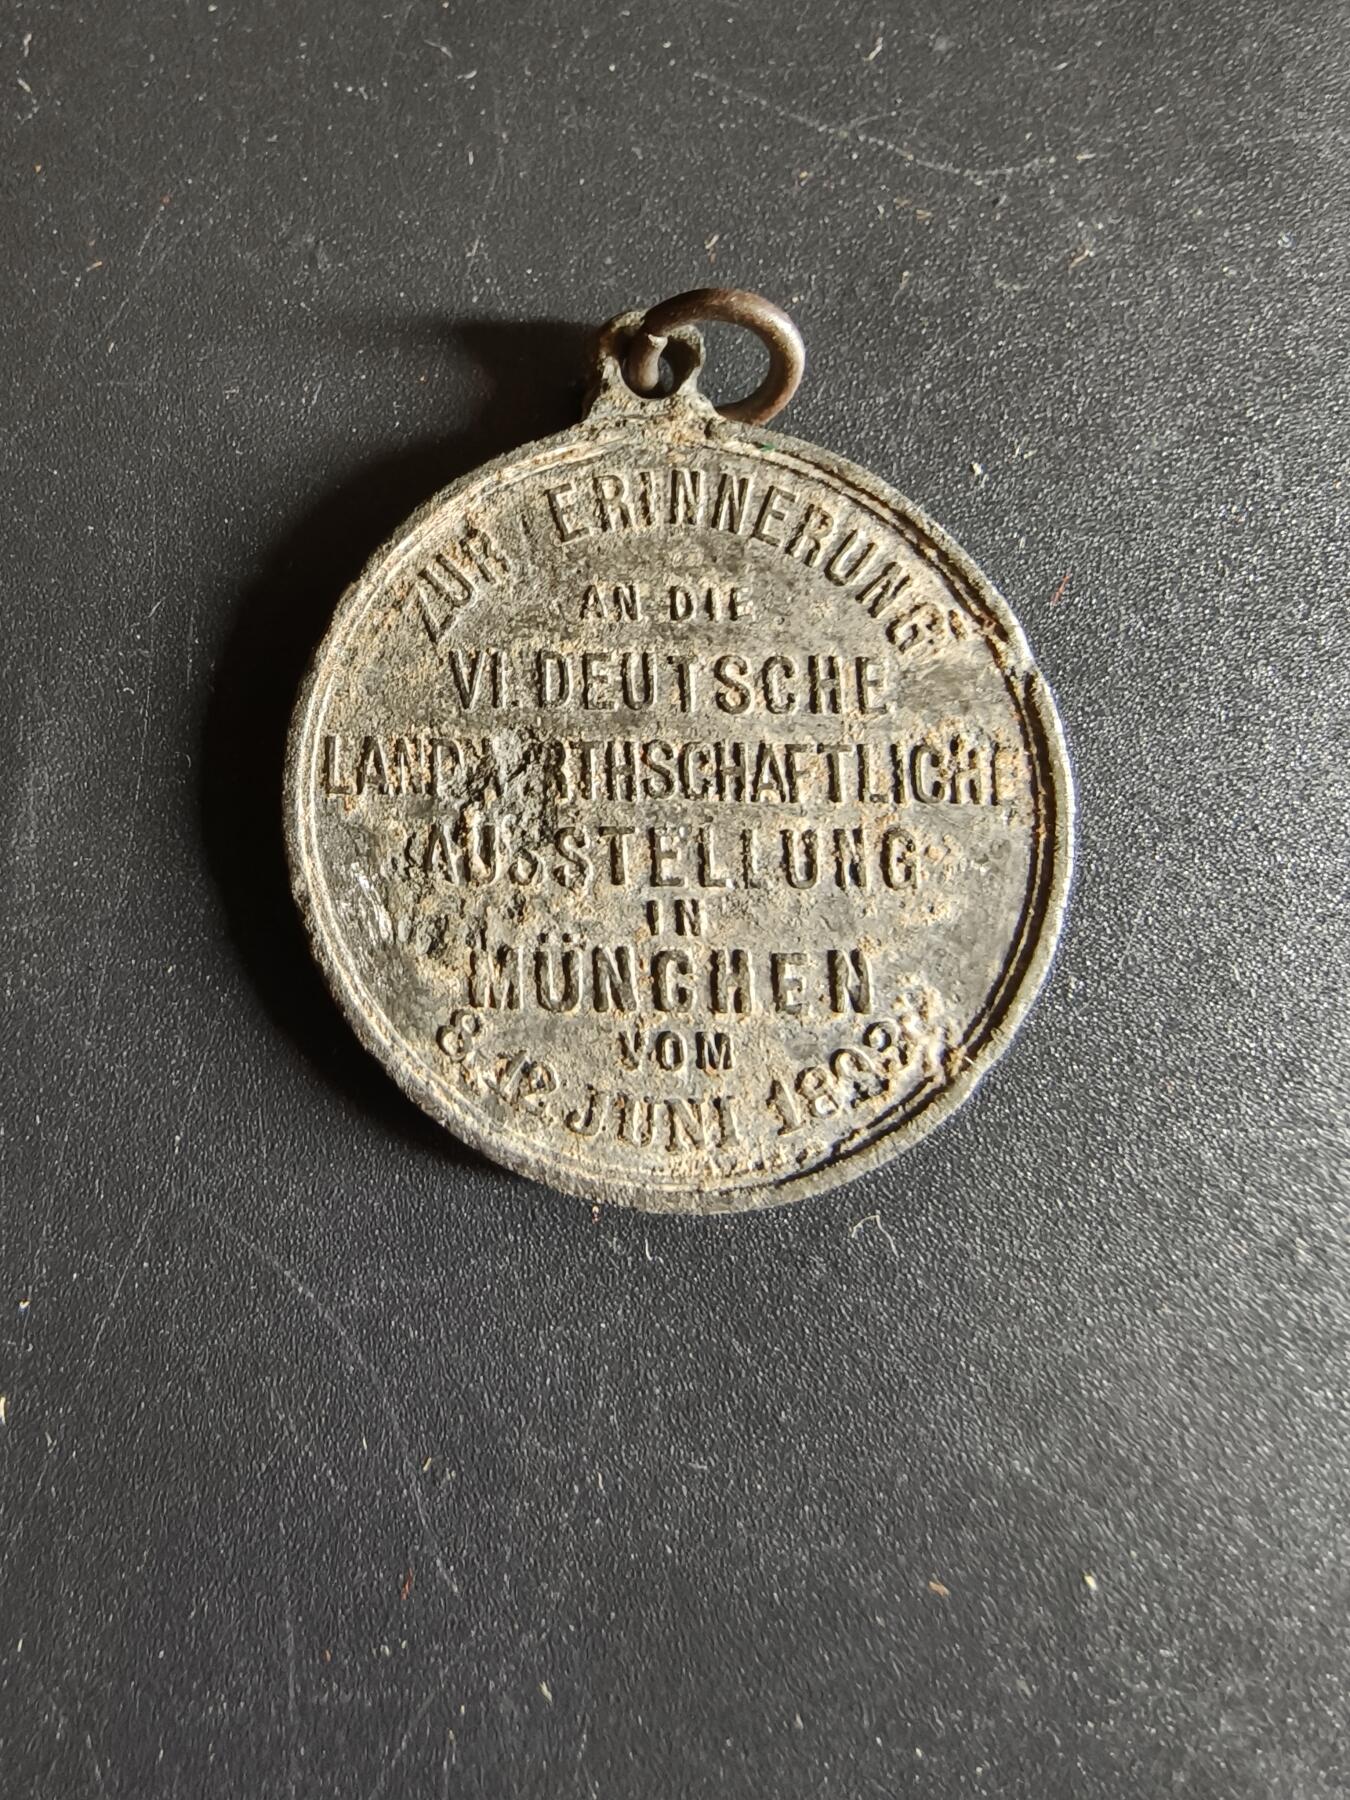 ZUR ERINNERUNG
AN DIE
VI. DEUTSCHE
LANDWIRTHSCHAFTLICHE
AUSSTELLUNG
IN
MÜNCHEN
VOM
8-12 JUNI 1893